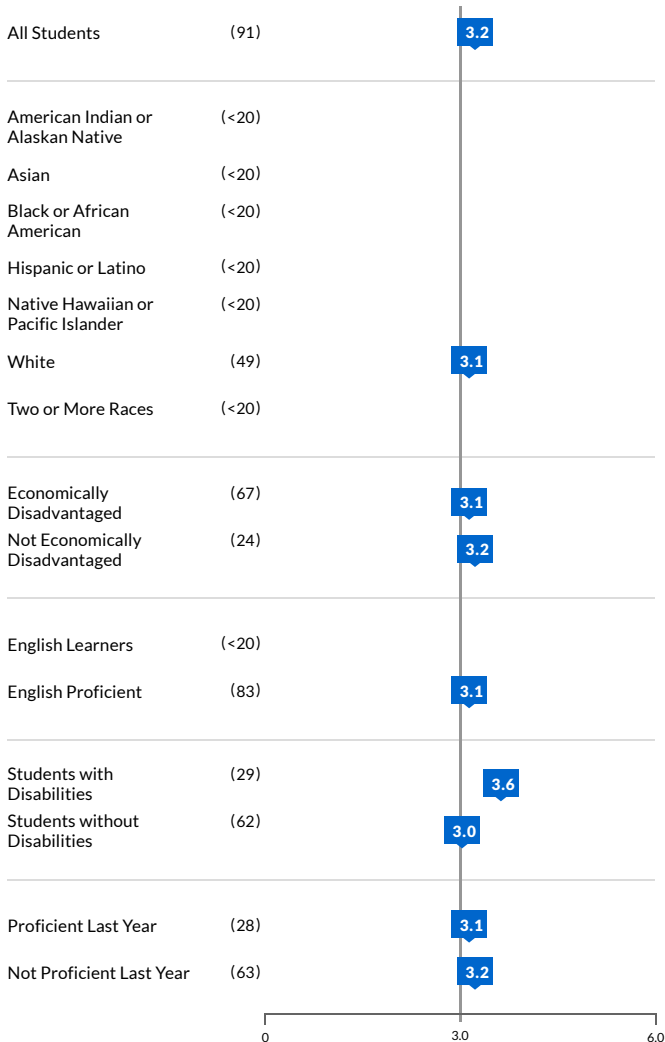 All Students (91) 3.2
American Indian or (<20)
Alaskan Native
Asian (<20)
Black or African (<20)
American
Hispanic or Latino (<20)
Native Hawaiian or (<20)
Pacific Islander
White (49) 3.1
Two or More Races (<20)
Economically (67) 3.1
Disadvantaged
Not Economically (24) 3.2
Disadvantaged
English Learners (<20)
English Proficient (83) 3.1
Students with (29) 3.6
Disabilities
Students without (62) 3.0
Disabilities
Proficient Last Year (28) 3.1
Not Proficient Last Year (63) 3.2
0 3.0 6.0